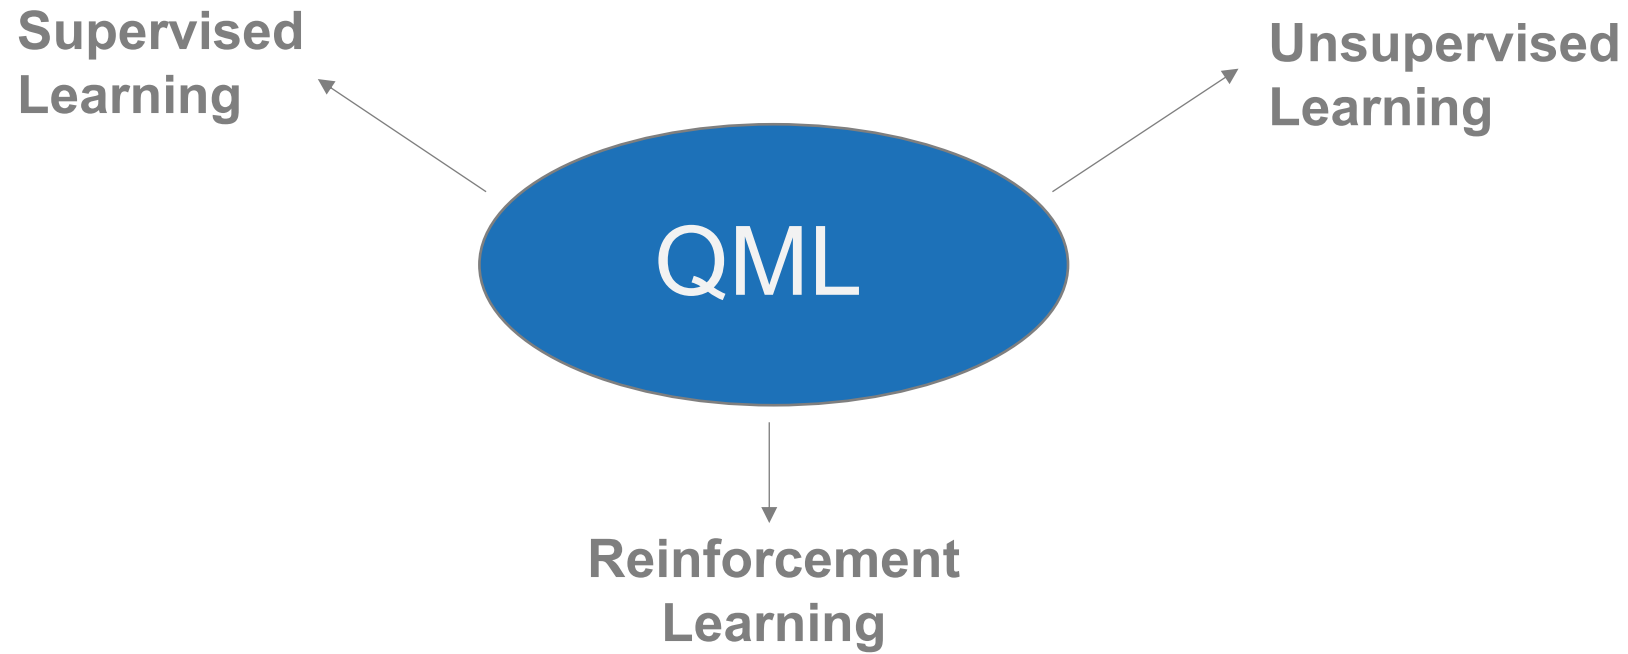 Supervised
Learning
Unsupervised
Learning
QML
Reinforcement
Learning